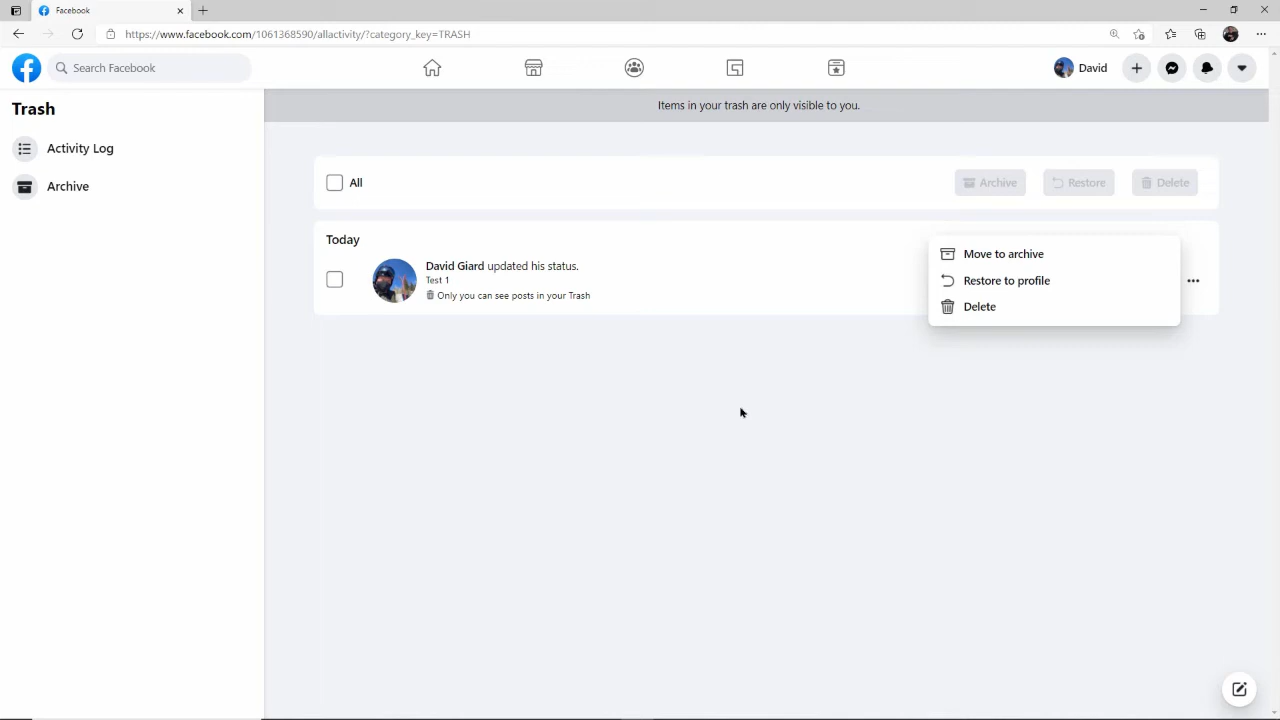 Facebook
https://www.facebook.com/1061368590/allactivity/?category_key=TRASH
Search Facebook
David
Trash
Activity Log
Archive
Items in your trash are only visible to you.
All
Archive
Restore
Delete
Today
David Giard updated his status.
Test 1
Only you can see posts in your Trash
Move to archive
Restore to profile
Delete